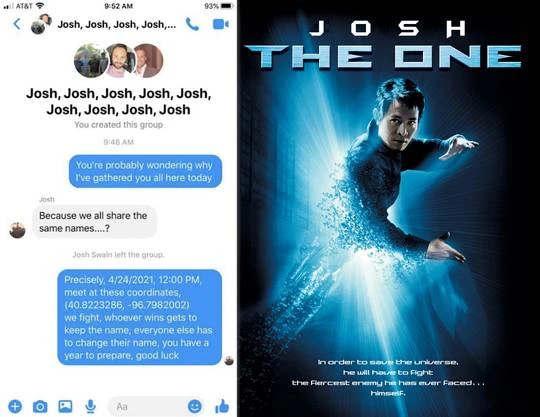 AT&T
9:52 AM
93%
Josh, Josh, Josh, Josh,...
Josh, Josh, Josh, Josh, Josh,
Josh, Josh, Josh, Josh
You created this group
9:48 AM
You're probably wondering why
I've gathered you all here today
Josh
Because we all share the
same names....?
Josh Swain left the group.
Precisely, 4/24/2021, 12:00 PM,
meet at these coordinates,
(40.8223286, -96.7982002)
we fight, whoever wins gets to
keep the name, everyone else has
to change their name, you have a
year to prepare, good luck
Aa
JOSH
THE ONE
In order to save the universe,
he will have to fight
the fiercest enemy he has ever faced...
himself.